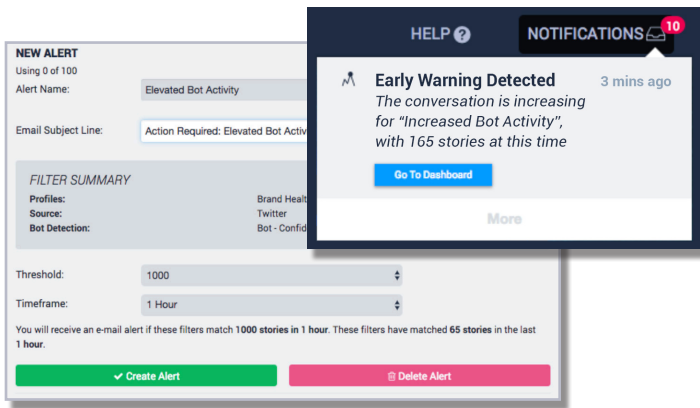 HELP ?
NOTIFICATIONS 10
Early Warning Detected 3 mins ago
The conversation is increasing
for “Increased Bot Activity”,
with 165 stories at this time
Go To Dashboard
More
NEW ALERT
Using 0 of 100
Alert Name: Elevated Bot Activity
Email Subject Line: Action Required: Elevated Bot Activ
FILTER SUMMARY
Profiles: Brand Healt
Source: Twitter
Bot Detection: Bot - Confid
Threshold: 1000
Timeframe: 1 Hour
You will receive an e-mail alert if these filters match 1000 stories in 1 hour. These filters have matched 65 stories in the last
1 hour.
Create Alert
Delete Alert